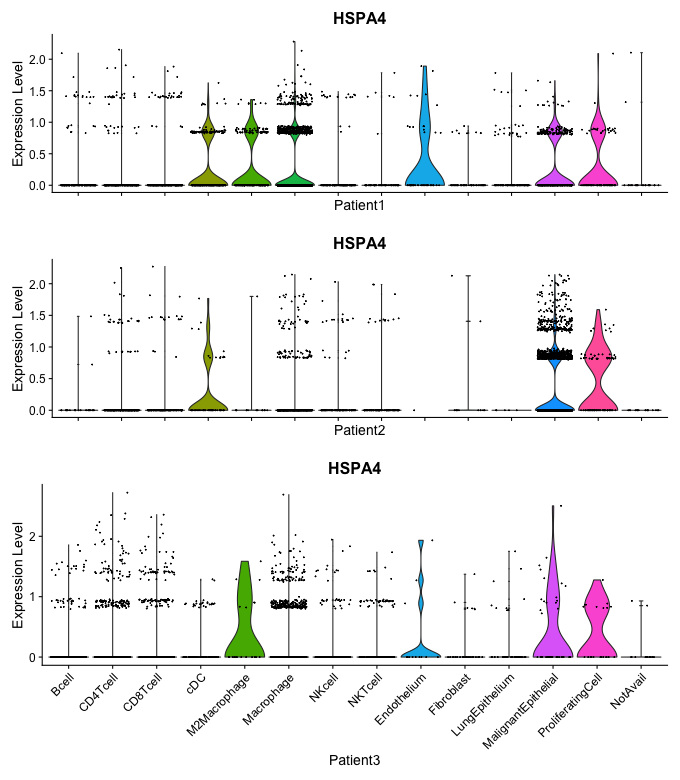 HSPA4
Expression Level
2.0
1.5
1.0
0.5
0.0
Patient1
HSPA4
Expression Level
2.0
1.5
1.0
0.5
0.0
Patient2
HSPA4
Expression Level
2
1
0
Bcell
CD4Tcell
CD8Tcell
cDC
M2Macrophage
Macrophage
NKcell
NKTcell
Endothelium
Fibroblast
LungEpithelium
MalignantEpithelial
ProliferatingCell
NotAvail
Patient3